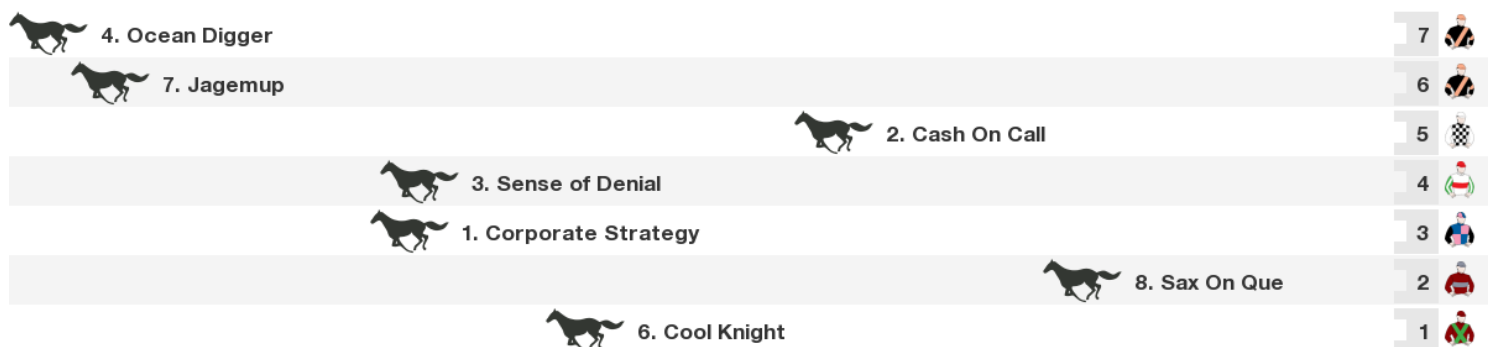 4. Ocean Digger 7
7. Jagemup 6
2. Cash On Call 5
3. Sense of Denial 4
1. Corporate Strategy 3
8. Sax On Que 2
6. Cool Knight 1